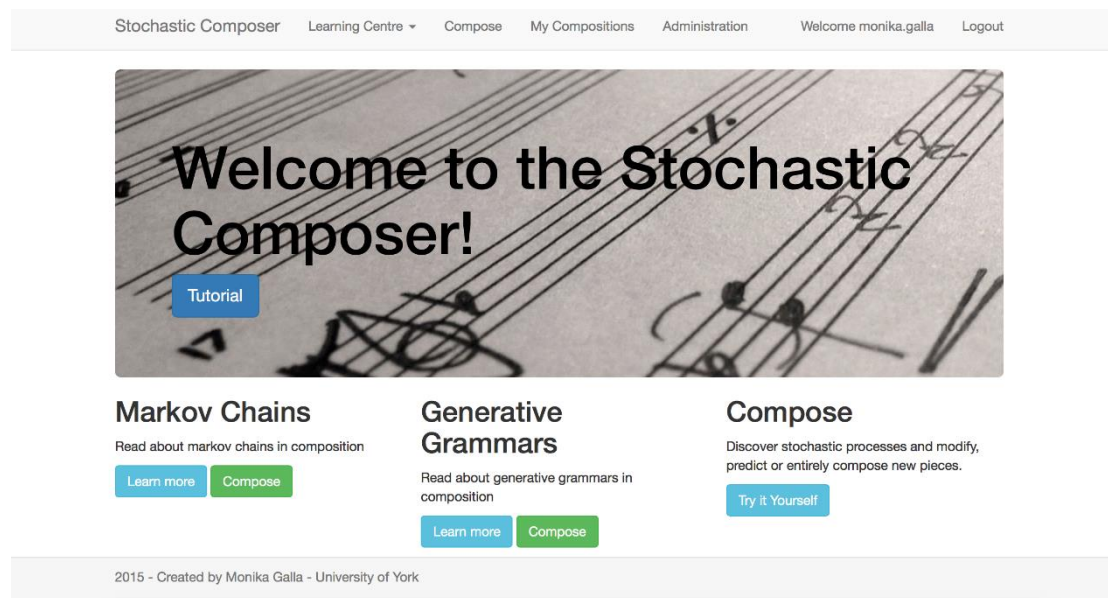 Stochastic Composer Learning Centre Compose My Compositions Administration Welcome monika.galla Logout
Welcome to the Stochastic
Composer!
Tutorial
Markov Chains
Read about markov chains in composition
Learn more Compose
Generative
Grammars
Read about generative grammars in
composition
Learn more Compose
Compose
Discover stochastic processes and modify,
predict or entirely compose new pieces.
Try it Yourself
2015 - Created by Monika Galla - University of York